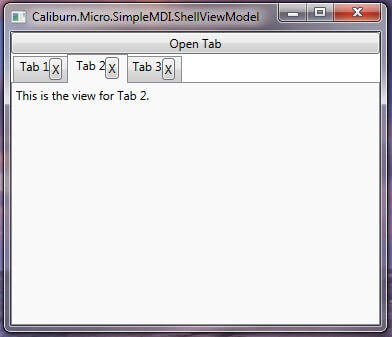 Caliburn.Micro.SimpleMDI.ShellViewModel
Open Tab
Tab 1 X Tab 2 X Tab 3 X
This is the view for Tab 2.